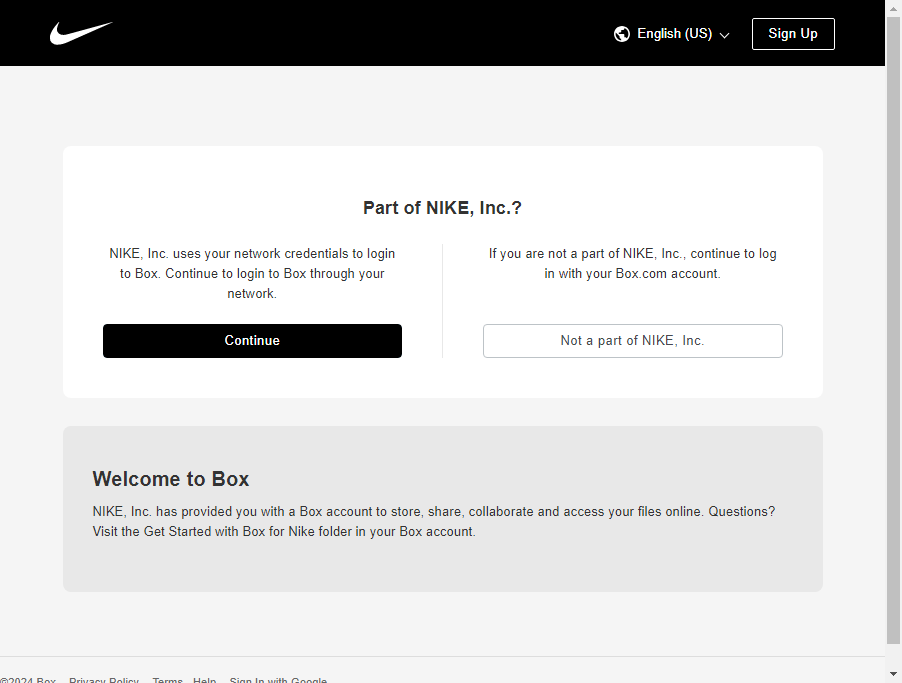 English (US)
Sign Up
Part of NIKE, Inc.?
NIKE, Inc. uses your network credentials to login
to Box. Continue to login to Box through your
network.
Continue
If you are not a part of NIKE, Inc., continue to log
in with your Box.com account.
Not a part of NIKE, Inc.
Welcome to Box
NIKE, Inc. has provided you with a Box account to store, share, collaborate and access your files online. Questions?
Visit the Get Started with Box for Nike folder in your Box account.
©2024 Box Privacy Policy Terms Help Sign In with Google